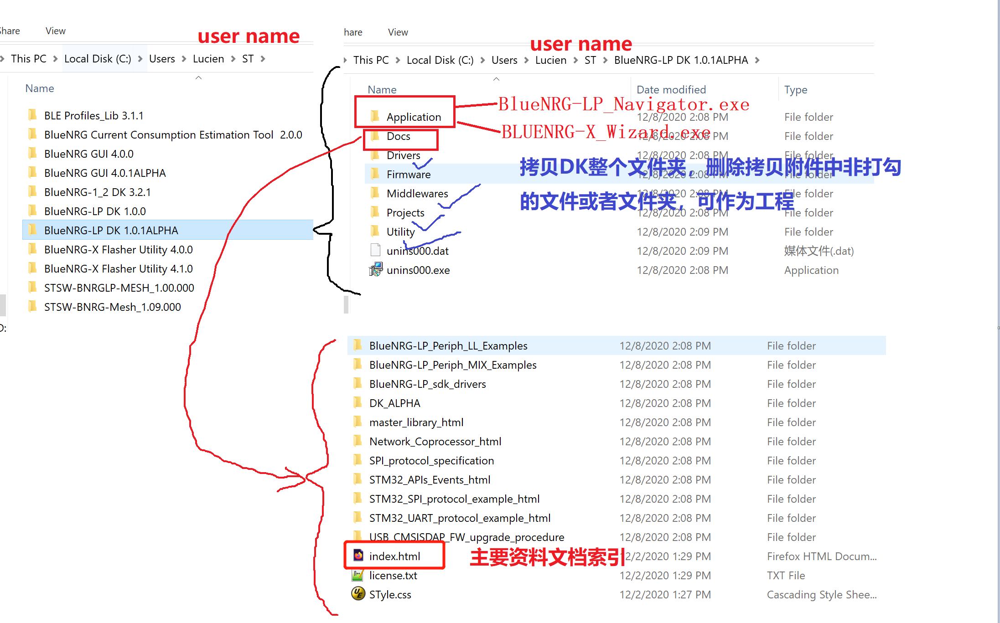 Share View
user name
This PC > Local Disk (C:) > Users > Lucien > ST >
Name
BLE Profiles_Lib 3.1.1
BlueNRG Current Consumption Estimation Tool 2.0.0
BlueNRG GUI 4.0.0
BlueNRG GUI 4.0.1ALPHA
BlueNRG-1_2 DK 3.2.1
BlueNRG-LP DK 1.0.0
BlueNRG-LP DK 1.0.1ALPHA
BlueNRG-X Flasher Utility 4.0.0
BlueNRG-X Flasher Utility 4.1.0
STSW-BNRGLP-MESH_1.00.000
STSW-BNRG-Mesh_1.09.000
D:
hare View
user name
This PC > Local Disk (C:) > Users > Lucien > ST > BlueNRG-LP DK 1.0.1ALPHA >
Name Date modified Type
BlueNRG-LP_Navigator.exe
Application 12/8/2020 2:08 PM File folder
BLUENRG-X_Wizard.exe
Docs 12/8/2020 2:08 PM File folder
Drivers 12/8/2020 2:08 PM File folder
拷贝DK整个文件夹，删除拷贝附件中非打勾
Firmware 12/8/2020 2:08 PM File folder
Middlewares 12/8/2020 2:08 PM File folder
的文件或者文件夹，可作为工程
Projects 12/8/2020 2:08 PM File folder
Utility 12/8/2020 2:09 PM File folder
unins000.dat 12/8/2020 2:09 PM 媒体文件(.dat)
unins000.exe 12/8/2020 2:08 PM Application
BlueNRG-LP_Periph_LL_Examples 12/8/2020 2:08 PM File folder
BlueNRG-LP_Periph_MIX_Examples 12/8/2020 2:08 PM File folder
BlueNRG-LP_sdk_drivers 12/8/2020 2:08 PM File folder
DK_ALPHA 12/8/2020 2:08 PM File folder
master_library_html 12/8/2020 2:08 PM File folder
Network_Coprocessor_html 12/8/2020 2:08 PM File folder
SPI_protocol_specification 12/8/2020 2:08 PM File folder
STM32_APIs_Events_html 12/8/2020 2:08 PM File folder
STM32_SPI_protocol_example_html 12/8/2020 2:08 PM File folder
STM32_UART_protocol_example_html 12/8/2020 2:08 PM File folder
USB_CMSISDAP_FW_upgrade_procedure 12/8/2020 2:08 PM File folder
index.html 主要资料文档索引 12/2/2020 1:29 PM Firefox HTML Docum...
license.txt 12/2/2020 1:29 PM TXT File
STyle.css 12/2/2020 1:27 PM Cascading Style Shee...